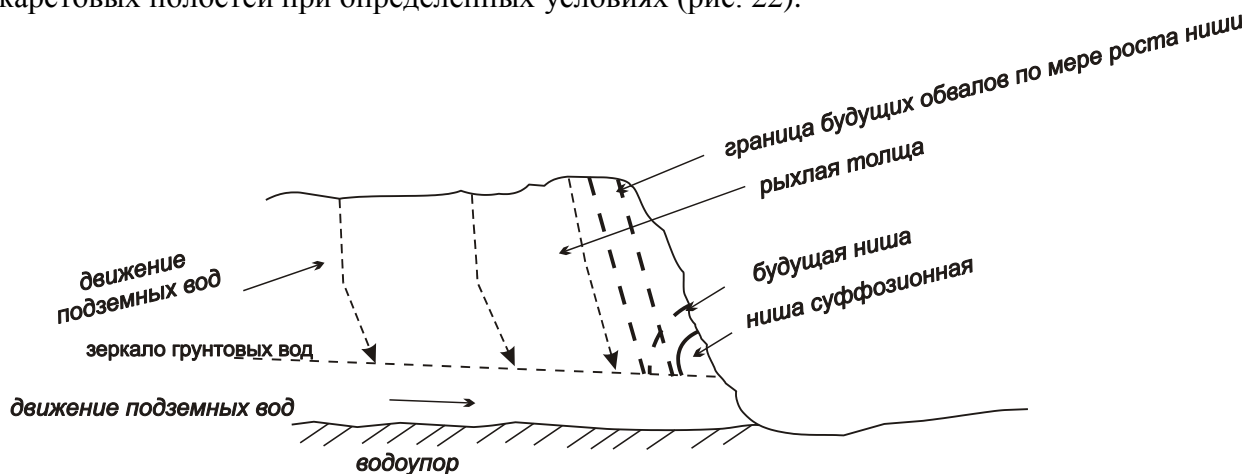 карстовых полостей при определенных условиях (рис. 22).
граница будущих обвалов по мере роста ниши
рыхлая толща
будущая ниша
ниша суффозионная
движение
подземных вод
зеркало грунтовых вод
движение подземных вод
водоупор